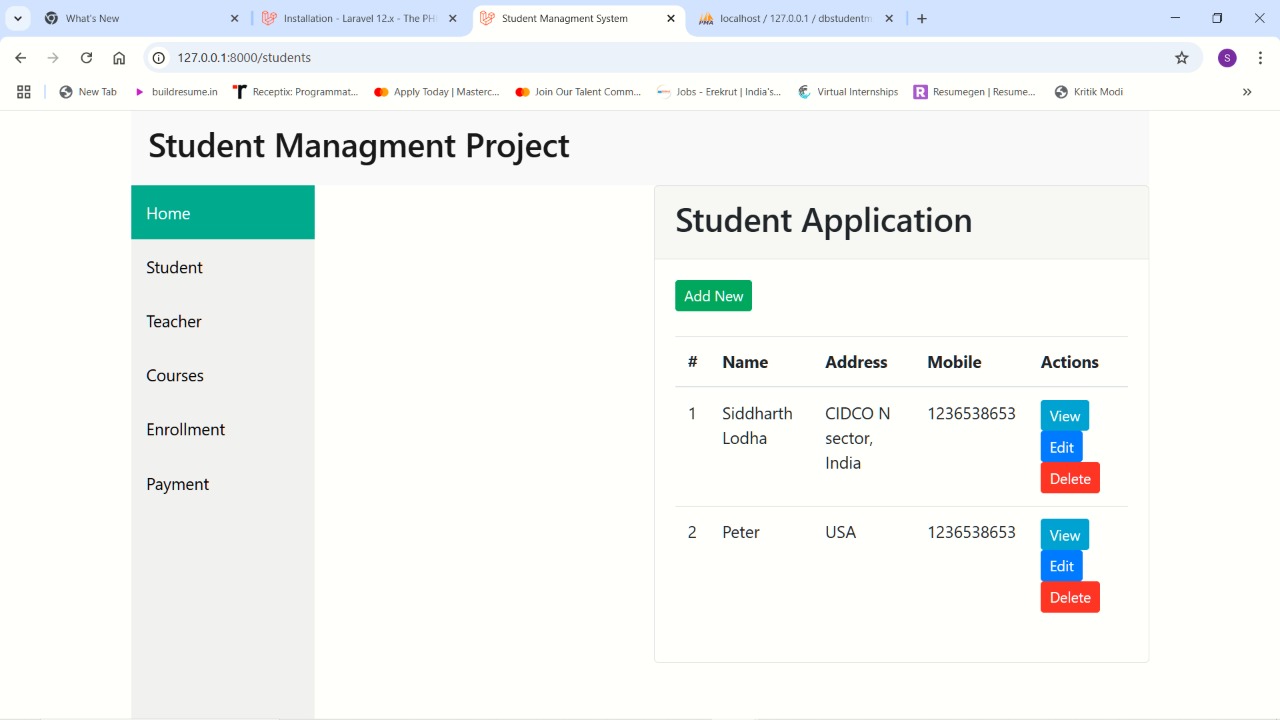 What's New
Installation - Laravel 12.x - The PH
Student Managment System
localhost / 127.0.0.1 / dbstudentm
127.0.0.1:8000/students
S
New Tab
buildresume.in
Receptix: Programmat...
Apply Today | Masterc...
Join Our Talent Comm...
Jobs - Erekrut | India's...
Virtual Internships
Resumegen | Resume...
Kritik Modi
Student Managment Project
Home
Student
Teacher
Courses
Enrollment
Payment
Student Application
Add New
# Name Address Mobile Actions
1 Siddharth CIDCO N 1236538653 View
Lodha sector, Edit
India Delete
2 Peter USA 1236538653 View
Edit
Delete